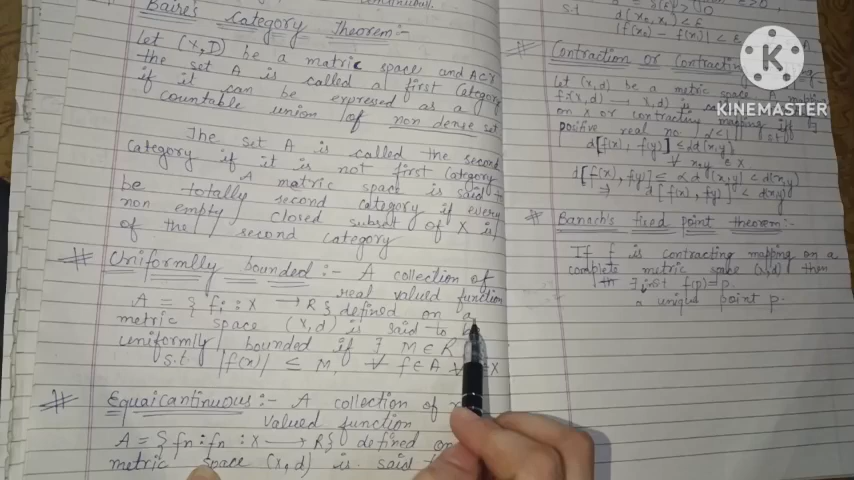 Baire's Category Theorem:-
Let (X,D) be a matric space and ACX
the set A is called a first Category
if it can be expressed as a
countable union of non dense set
The set A is called the second
category if it is not first category
A matric space is said to
be totally second category if every
non empty closed subset of X is
of the second category
# Uniformlly bounded:- A collection of
real valued function
A = { fi : X → R} defined on a
metric space (X,d) is said to
uniformly bounded if ∃ M ∈ R
s.t |f(x)| ≤ M, ∀ f∈A ∀ X
# Equaicantinuous:- A collection of
valued function
A = { fn : fn : X → R} defined on
metric space (x,d) is said
s.t d(x0, x) < ε
|f(x0) - f(x)| < ε
# Contraction or
Let (x,d) be a metric space A
f:(x,d) → (x,d) is
on x or contracting mapping iff ∃
positive real no. α<1 s.t
d[f(x), f(y)] ≤ αd(x,y)
∀ x,y ∈ X
d[f(x), fy)] ≤ αd(x,y) < d(x,y)
⇒ d[f(x), fy) < d(x,y)
# Banach's fixed point theorem:-
If f is contracting mapping on a
complete metric space (x,d) then
∃ s.t f(p)=p.
a unique point p.
KINEMASTER